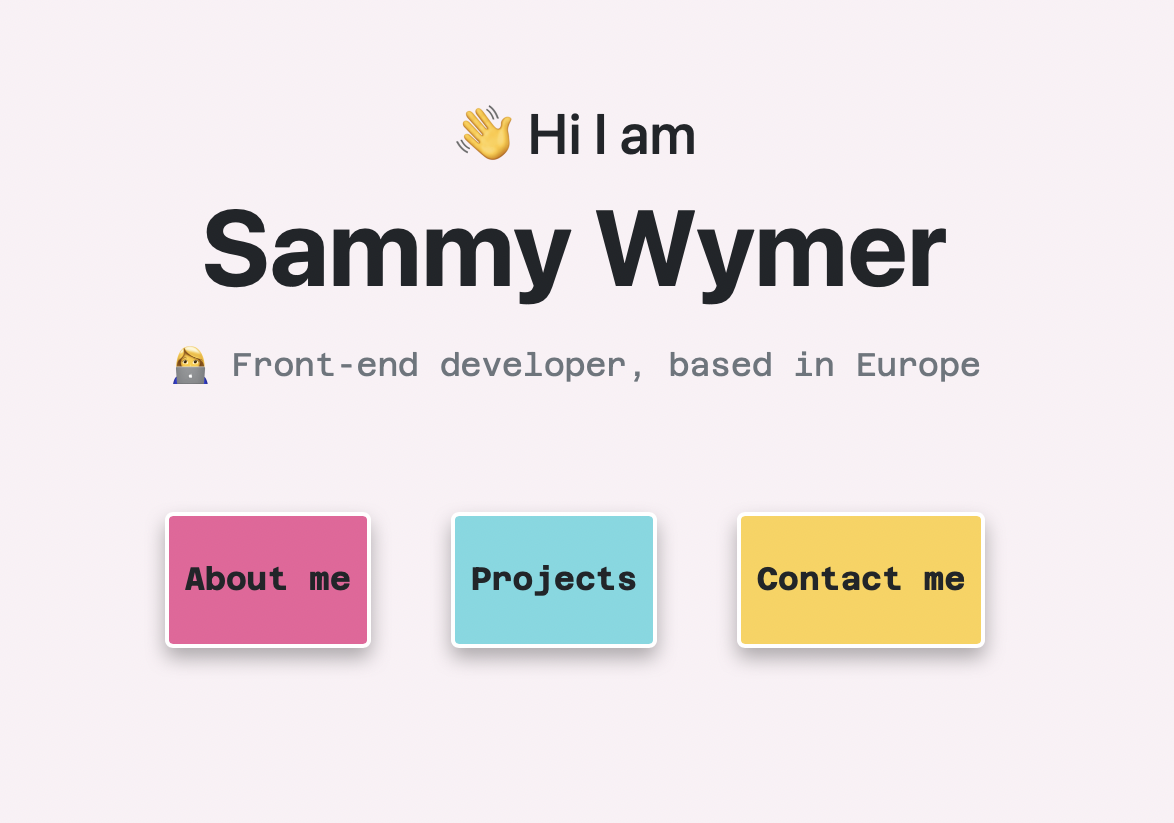 👋 Hi I am
Sammy Wymer
👩‍💻 Front-end developer, based in Europe
About me
Projects
Contact me